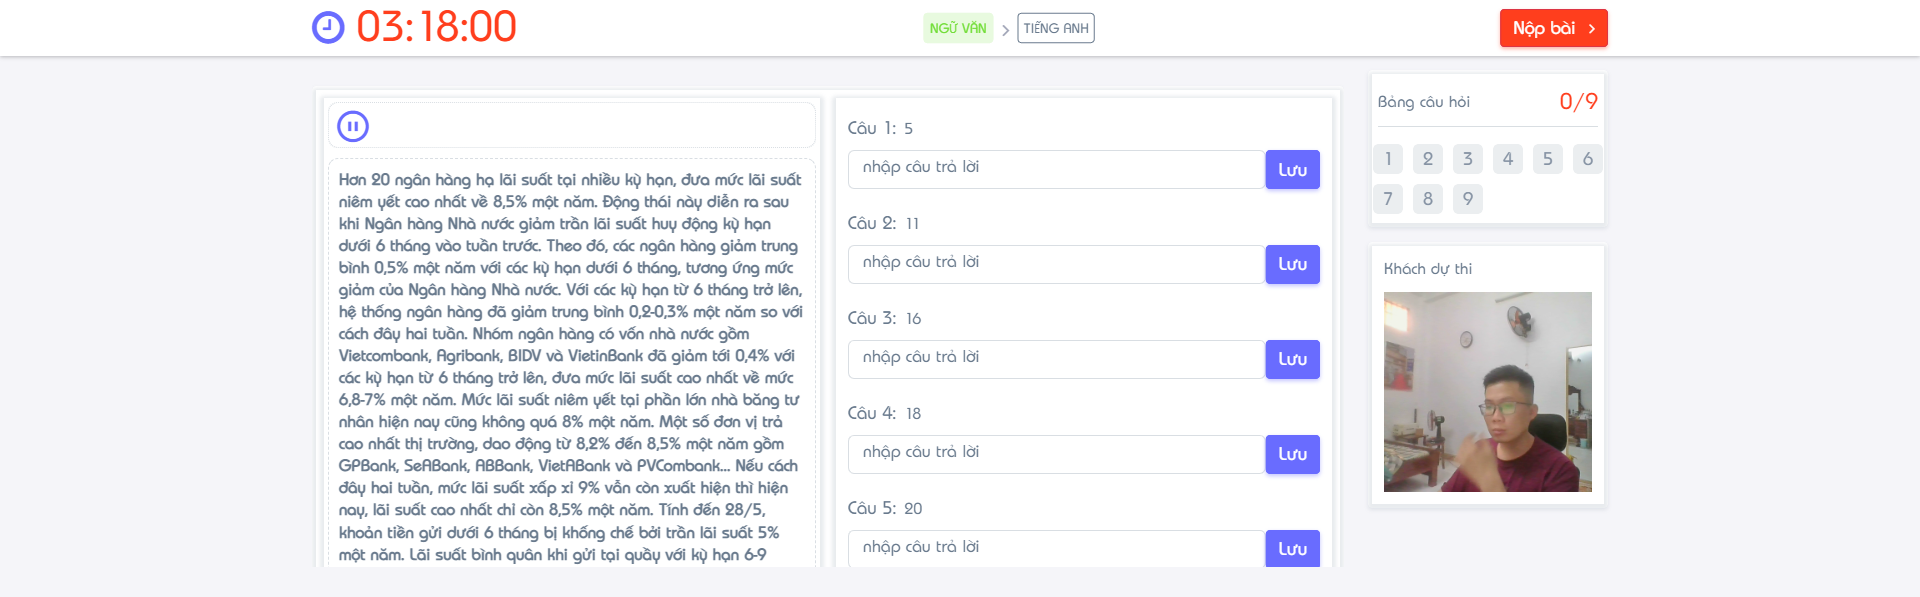 03:18:00
NGỮ VĂN
TIẾNG ANH
Nộp bài
Hơn 20 ngân hàng hạ lãi suất tại nhiều kỳ hạn, đưa mức lãi suất
niêm yết cao nhất về 8,5% một năm. Động thái này diễn ra sau
khi Ngân hàng Nhà nước giảm trần lãi suất huy động kỳ hạn
dưới 6 tháng vào tuần trước. Theo đó, các ngân hàng giảm trung
bình 0,5% một năm với các kỳ hạn dưới 6 tháng, tương ứng mức
giảm của Ngân hàng Nhà nước. Với các kỳ hạn từ 6 tháng trở lên,
hệ thống ngân hàng đã giảm trung bình 0,2-0,3% một năm so với
cách đây hai tuần. Nhóm ngân hàng có vốn nhà nước gồm
Vietcombank, Agribank, BIDV và VietinBank đã giảm tới 0,4% với
các kỳ hạn từ 6 tháng trở lên, đưa mức lãi suất cao nhất về mức
6,8-7% một năm. Mức lãi suất niêm yết tại phần lớn nhà băng tư
nhân hiện nay cũng không quá 8% một năm. Một số đơn vị trả
cao nhất thị trường, dao động từ 8,2% đến 8,5% một năm gồm
GPBank, SeABank, ABBank, VietABank và PVCombank... Nếu cách
đây hai tuần, mức lãi suất xấp xỉ 9% vẫn còn xuất hiện thì hiện
nay, lãi suất cao nhất chỉ còn 8,5% một năm. Tính đến 28/5,
khoản tiền gửi dưới 6 tháng bị khống chế bởi trần lãi suất 5%
một năm. Lãi suất bình quân khi gửi tại quầy với kỳ hạn 6-9
Câu 1: 5
nhập câu trả lời
Lưu
Câu 2: 11
nhập câu trả lời
Lưu
Câu 3: 16
nhập câu trả lời
Lưu
Câu 4: 18
nhập câu trả lời
Lưu
Câu 5: 20
nhập câu trả lời
Lưu
Bảng câu hỏi
0/9
1 2 3 4 5 6
7 8 9
Khách dự thi